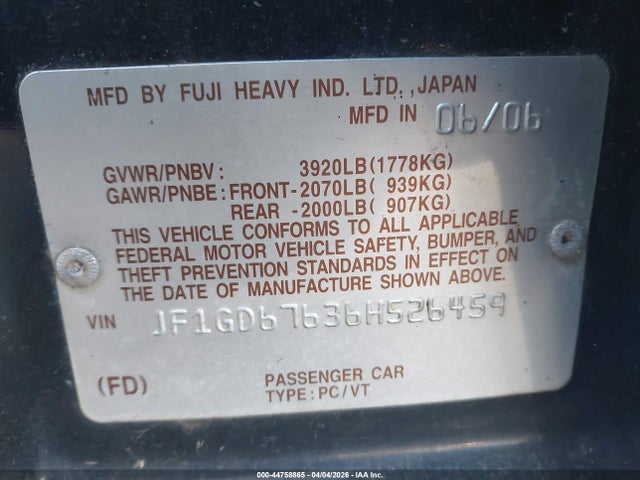 MFD BY FUJI HEAVY IND. LTD., JAPAN
MFD IN 06/06
GVWR/PNBV: 3920LB(1778KG)
GAWR/PNBE: FRONT-2070LB( 939KG)
REAR -2000LB( 907KG)
THIS VEHICLE CONFORMS TO ALL APPLICABLE
FEDERAL MOTOR VEHICLE SAFETY, BUMPER, AND
THEFT PREVENTION STANDARDS IN EFFECT ON
THE DATE OF MANUFACTURE SHOWN ABOVE.
VIN JF1GD67636H526459
(FD) PASSENGER CAR
TYPE: PC/VT
000-44758865 - 04/04/2026 - IAA Inc.